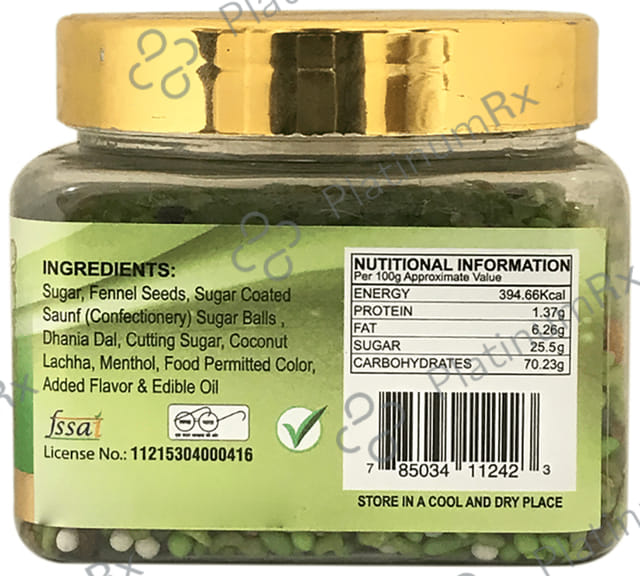 INGREDIENTS:
Sugar, Fennel Seeds, Sugar Coated
Saunf (Confectionery) Sugar Balls ,
Dhania Dal, Cutting Sugar, Coconut
Lachha, Menthol, Food Permitted Color,
Added Flavor & Edible Oil
fssai
License No.: 11215304000416
NUTITIONAL INFORMATION
Per 100g Approximate Value
ENERGY 394.66Kcal
PROTEIN 1.37g
FAT 6.26g
SUGAR 25.5g
CARBOHYDRATES 70.23g
7 85034 11242 3
STORE IN A COOL AND DRY PLACE
PlatinumRx
PlatinumRx
PlatinumRx